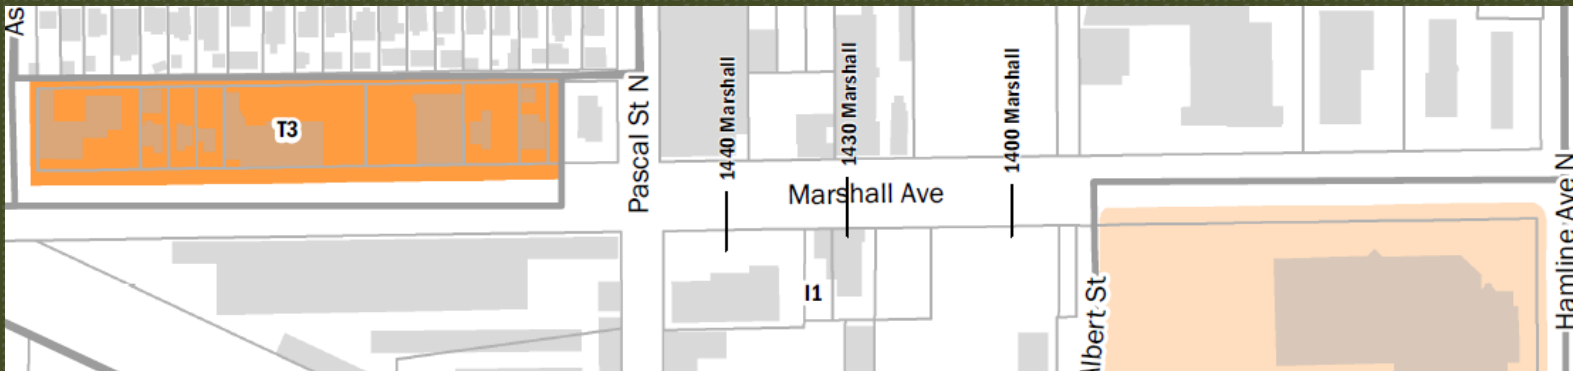 As
T3
Pascal St N
1440 Marshall
1430 Marshall
1400 Marshall
Marshall Ave
I1
Albert St
Hamline Ave N